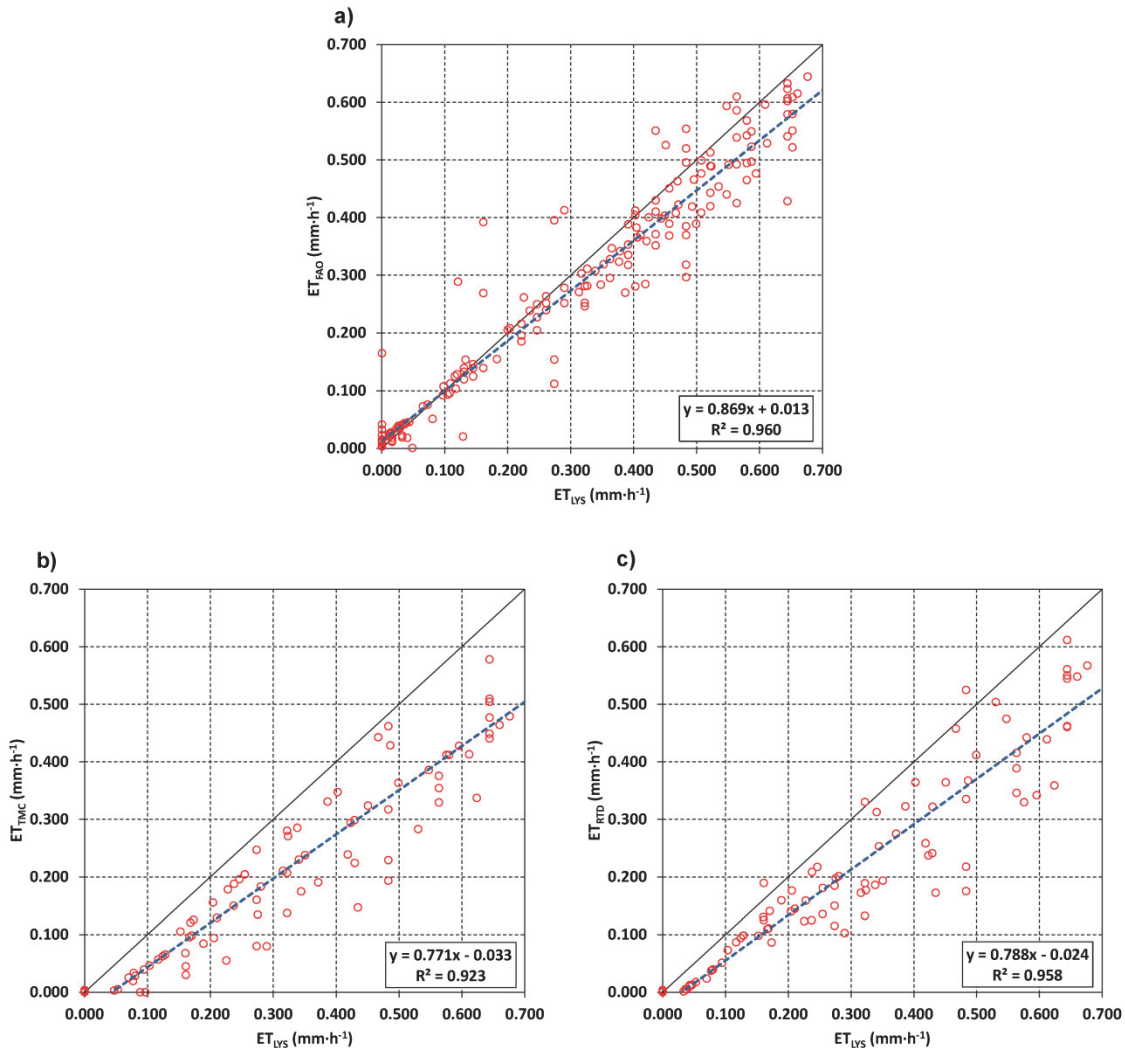 a)
0.700
0.600
0.500
0.400
0.300
0.200
0.100
0.000
ET_FAO (mm·h⁻¹)
y = 0.869x + 0.013
R² = 0.960
0.000 0.100 0.200 0.300 0.400 0.500 0.600 0.700
ET_LYS (mm·h⁻¹)
b)
0.700
0.600
0.500
0.400
0.300
0.200
0.100
0.000
ET_TMC (mm·h⁻¹)
y = 0.771x - 0.033
R² = 0.923
0.000 0.100 0.200 0.300 0.400 0.500 0.600 0.700
ET_LYS (mm·h⁻¹)
c)
0.700
0.600
0.500
0.400
0.300
0.200
0.100
0.000
ET_RTD (mm·h⁻¹)
y = 0.788x - 0.024
R² = 0.958
0.000 0.100 0.200 0.300 0.400 0.500 0.600 0.700
ET_LYS (mm·h⁻¹)